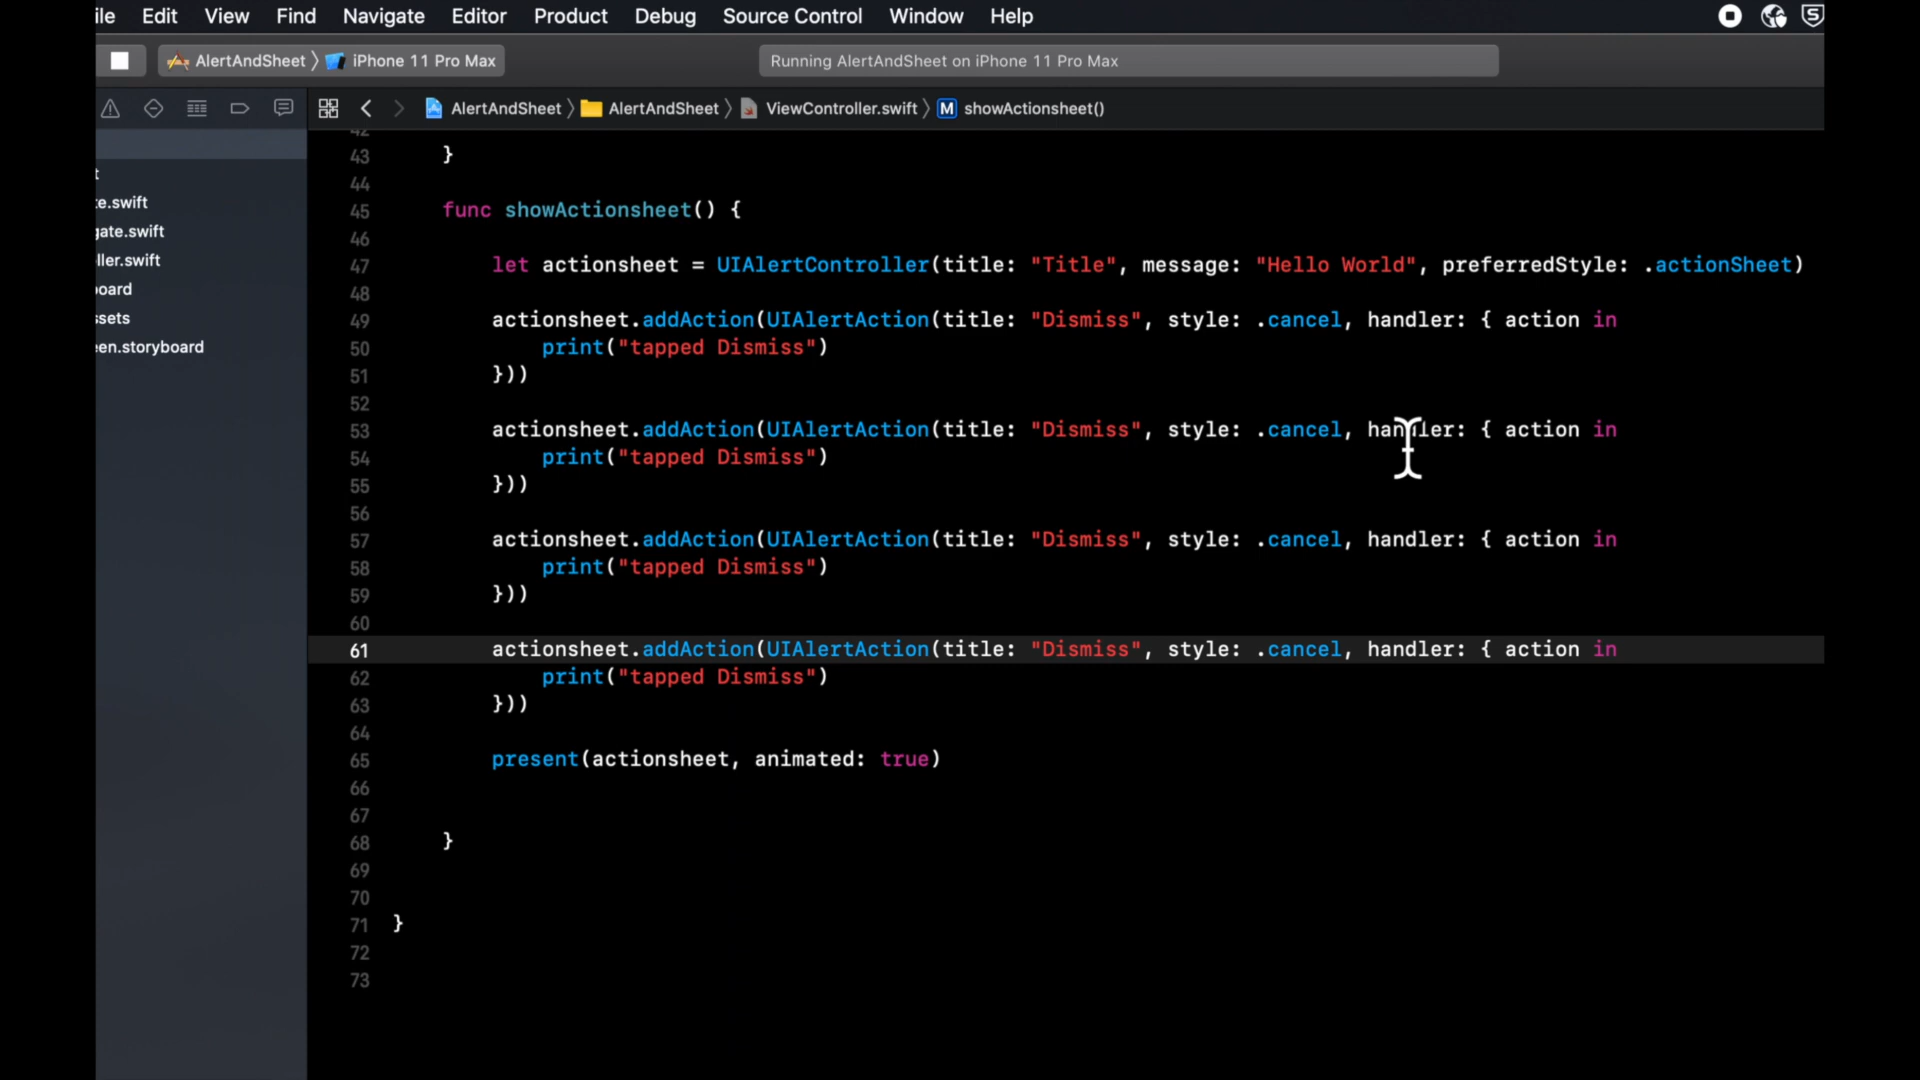 ile Edit View Find Navigate Editor Product Debug Source Control Window Help
AlertAndSheet 〉 iPhone 11 Pro Max
Running AlertAndSheet on iPhone 11 Pro Max
AlertAndSheet 〉 AlertAndSheet 〉 ViewController.swift 〉 M showActionsheet()
t
te.swift
gate.swift
ller.swift
oard
ssets
en.storyboard
42
43 }
44
45 func showActionsheet() {
46
47 let actionsheet = UIAlertController(title: "Title", message: "Hello World", preferredStyle: .actionSheet)
48
49 actionsheet.addAction(UIAlertAction(title: "Dismiss", style: .cancel, handler: { action in
50 print("tapped Dismiss")
51 }))
52
53 actionsheet.addAction(UIAlertAction(title: "Dismiss", style: .cancel, handler: { action in
54 print("tapped Dismiss")
55 }))
56
57 actionsheet.addAction(UIAlertAction(title: "Dismiss", style: .cancel, handler: { action in
58 print("tapped Dismiss")
59 }))
60
61 actionsheet.addAction(UIAlertAction(title: "Dismiss", style: .cancel, handler: { action in
62 print("tapped Dismiss")
63 }))
64
65 present(actionsheet, animated: true)
66
67
68 }
69
70
71 }
72
73